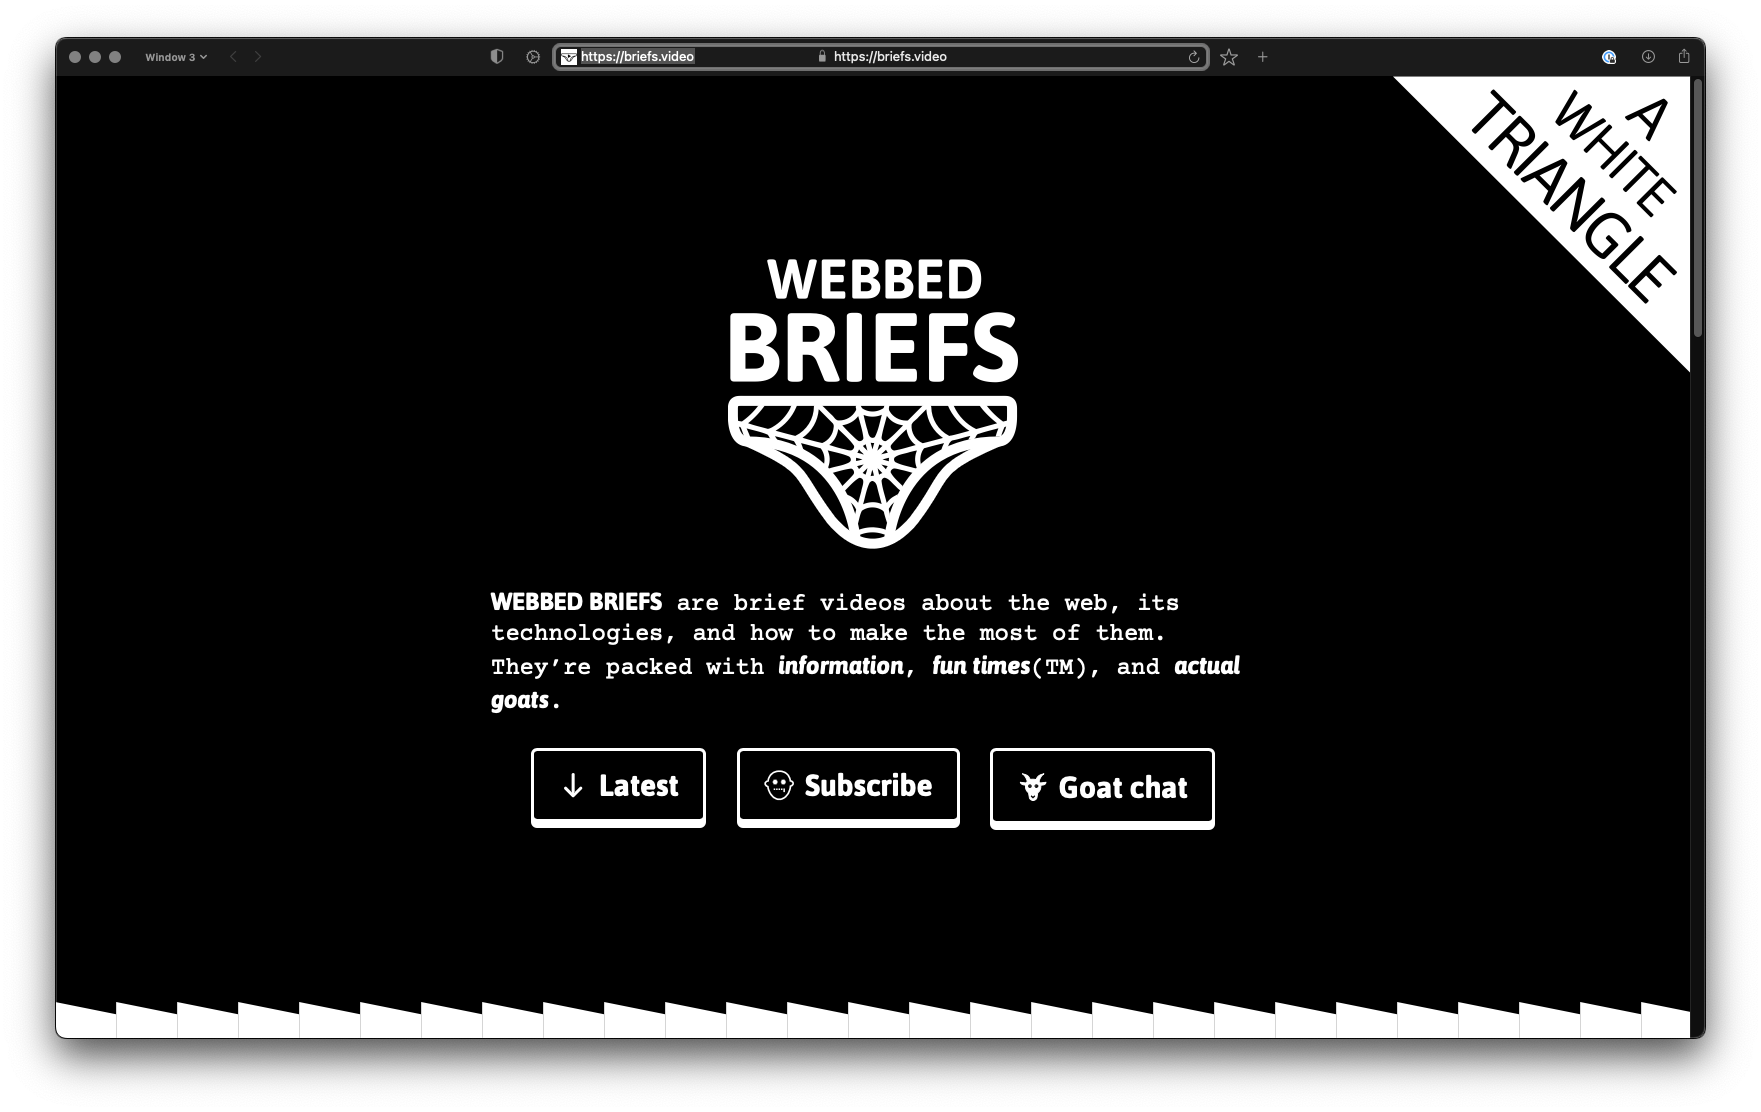 Window 3
https://briefs.video
https://briefs.video
A
WHITE
TRIANGLE
WEBBED
BRIEFS
WEBBED BRIEFS are brief videos about the web, its
technologies, and how to make the most of them.
They’re packed with information, fun times(TM), and actual
goats.
Latest
Subscribe
Goat chat